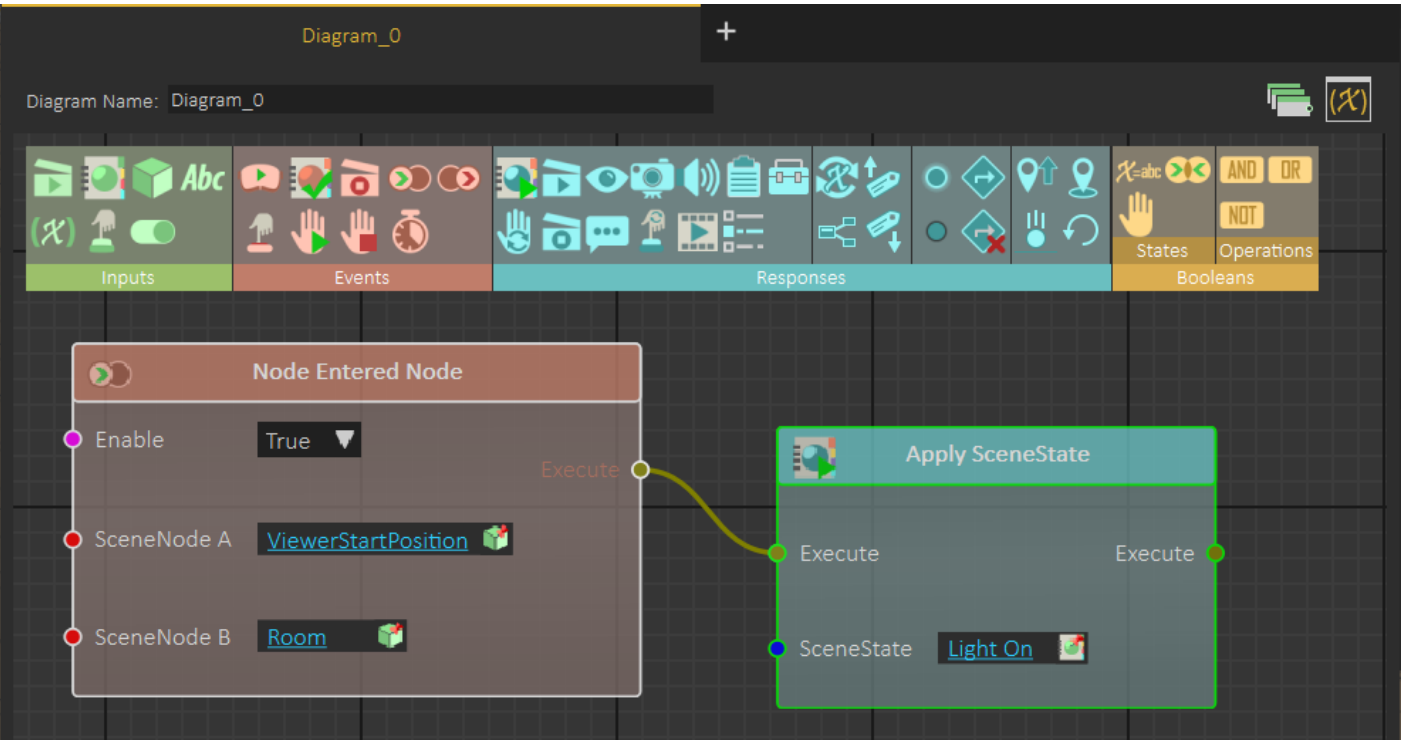 Diagram_0
+
Diagram Name: Diagram_0
(X)
Abc
X=abc
AND OR
(x)
NOT
States Operations
Inputs Events Responses Booleans
Node Entered Node
Enable True
Execute
SceneNode A ViewerStartPosition
SceneNode B Room
Apply SceneState
Execute Execute
SceneState Light On